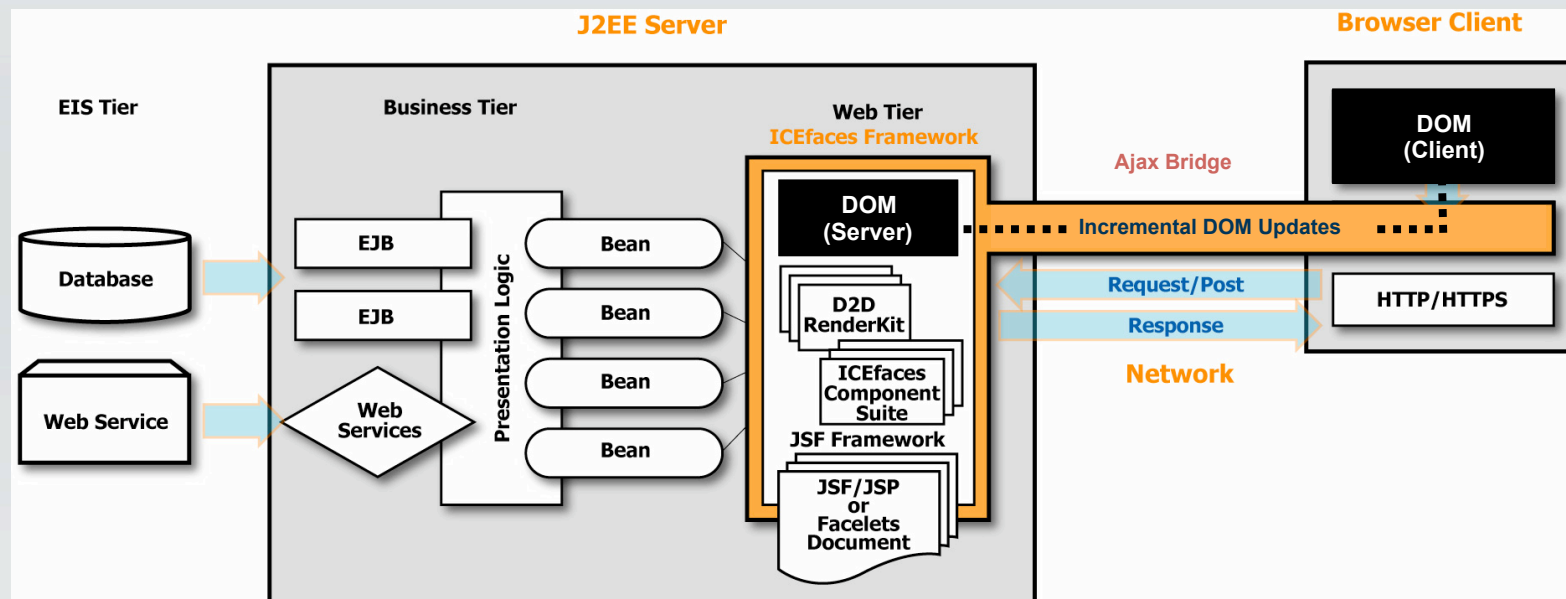 J2EE Server
Browser Client
EIS Tier
Business Tier
Web Tier
ICEfaces Framework
Database
Web Service
EJB
EJB
Web
Services
Presentation Logic
Bean
Bean
Bean
Bean
DOM
(Server)
D2D
RenderKit
ICEfaces
Component
Suite
JSF Framework
JSF/JSP
or
Facelets
Document
Ajax Bridge
Incremental DOM Updates
Request/Post
Response
Network
DOM
(Client)
HTTP/HTTPS